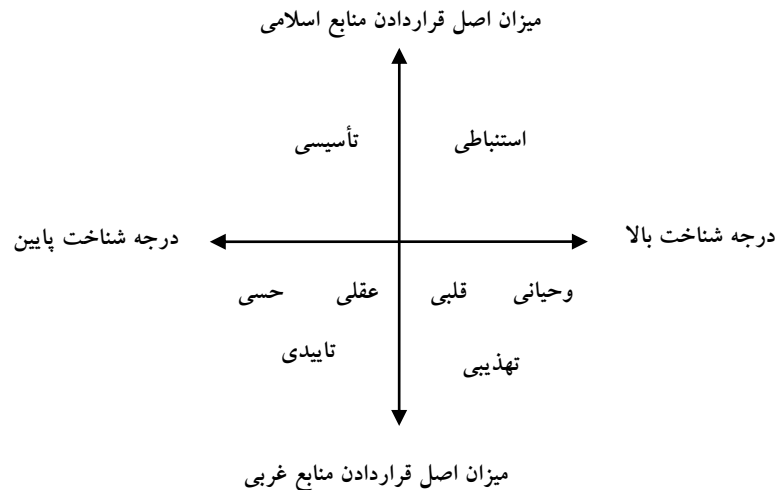 میزان اصل قراردادن منابع اسلامی
استنباطی
تأسیسی
درجه شناخت بالا
درجه شناخت پایین
وحیانی
قلبی
عقلی
حسی
تهذیبی
تاییدی
میزان اصل قراردادن منابع غربی